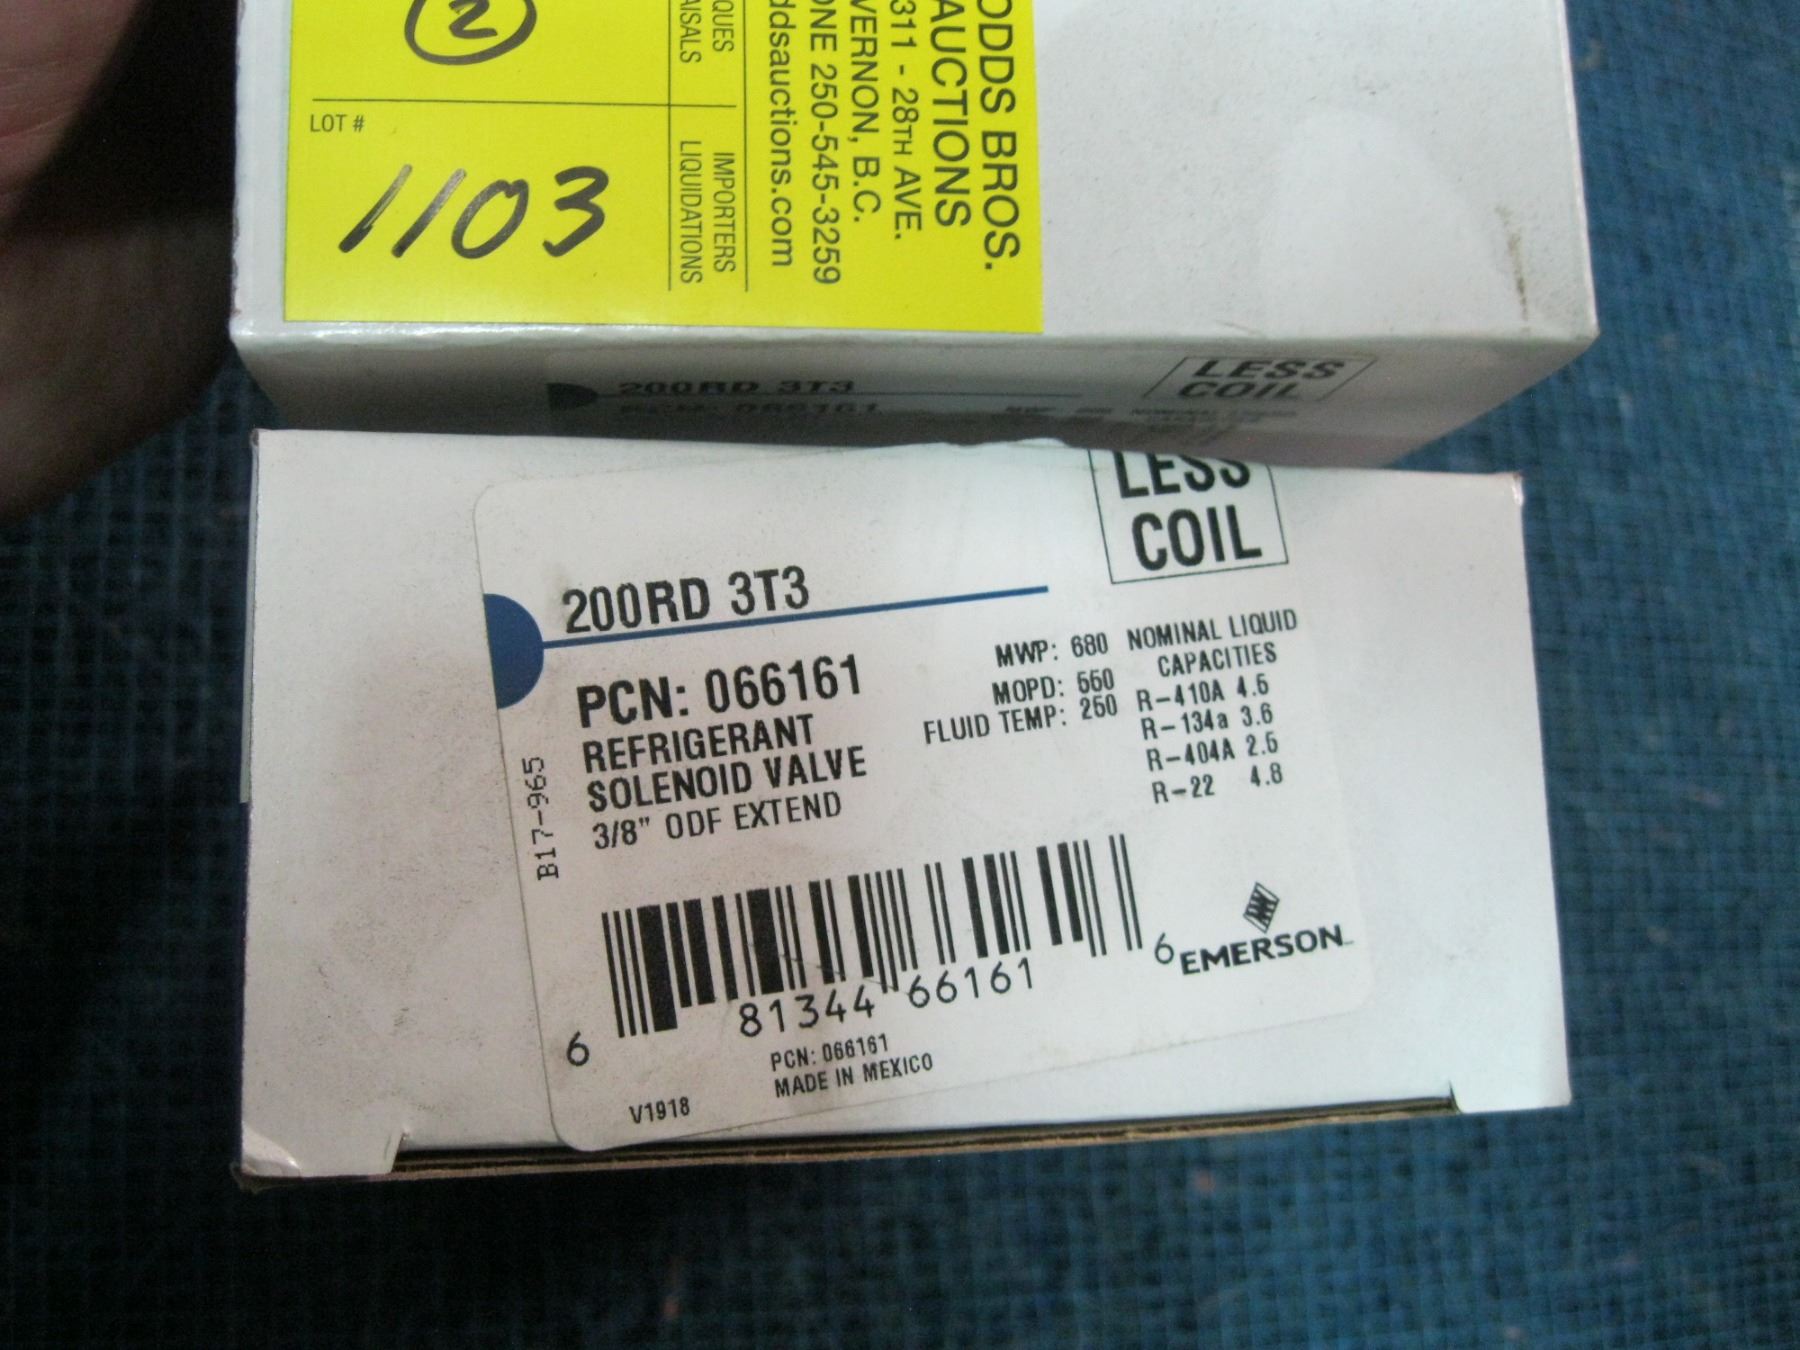 2
LOT #
1103
QUES
AISALS
IMPORTERS
LIQUIDATIONS
ODDS BROS.
AUCTIONS
311 - 28TH AVE.
VERNON, B.C.
ONE 250-545-3259
ddsauctions.com
LESS
COIL
200RD 3T3
PCN: 066161
LESS
COIL
200RD 3T3
PCN: 066161
REFRIGERANT
SOLENOID VALVE
3/8" ODF EXTEND
MWP: 680
MOPD: 550
FLUID TEMP: 250
NOMINAL LIQUID
CAPACITIES
R-410A 4.5
R-134a 3.6
R-404A 2.5
R-22 4.8
B17-965
6 81344 66161 6
EMERSON
PCN: 066161
MADE IN MEXICO
V1918